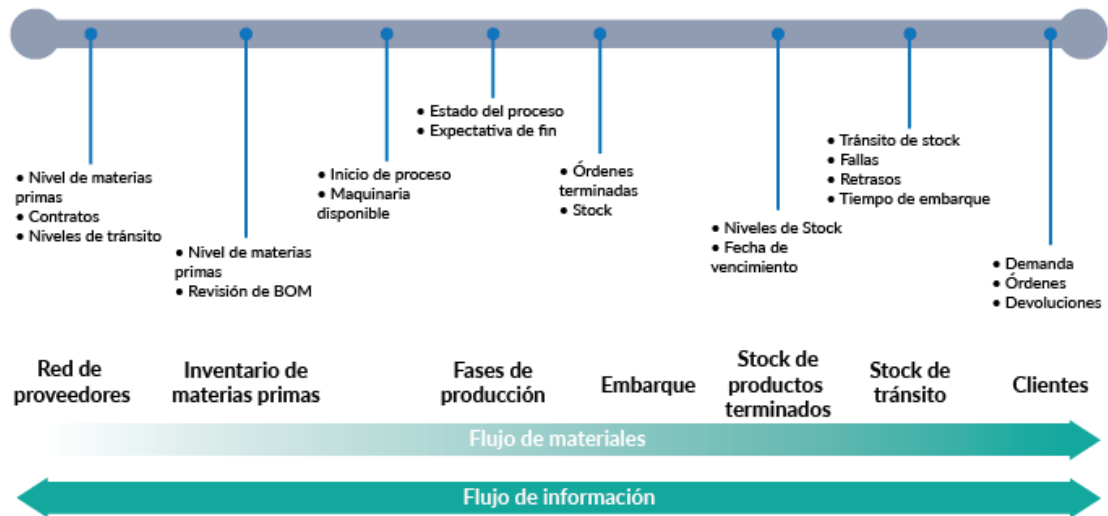 • Nivel de materias
primas
• Contratos
• Niveles de tránsito
• Nivel de materias
primas
• Revisión de BOM
• Inicio de proceso
• Maquinaria
disponible
• Estado del proceso
• Expectativa de fin
• Órdenes
terminadas
• Stock
• Niveles de Stock
• Fecha de
vencimiento
• Tránsito de stock
• Fallas
• Retrasos
• Tiempo de embarque
• Demanda
• Órdenes
• Devoluciones
Red de
proveedores
Inventario de
materias primas
Fases de
producción
Embarque
Stock de
productos
terminados
Stock de
tránsito
Clientes
Flujo de materiales
Flujo de información